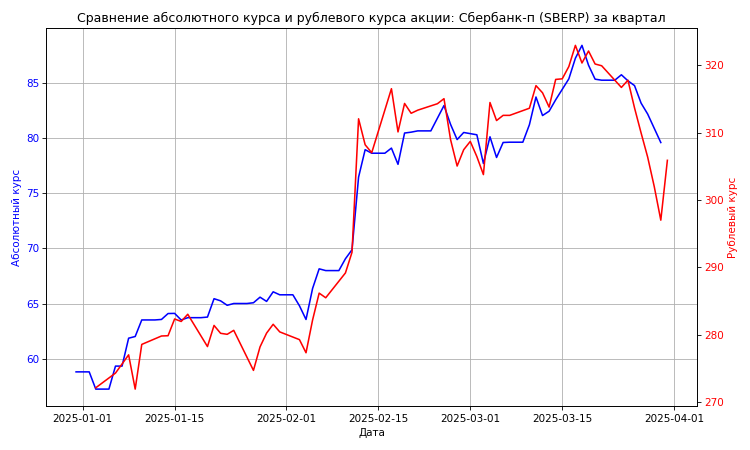 Сравнение абсолютного курса и рублевого курса акции: Сбербанк-п (SBERP) за квартал
Абсолютный курс
85
80
75
70
65
60
320
310
300
290
280
270
Рублевый курс
2025-01-01 2025-01-15 2025-02-01 2025-02-15 2025-03-01 2025-03-15 2025-04-01
Дата